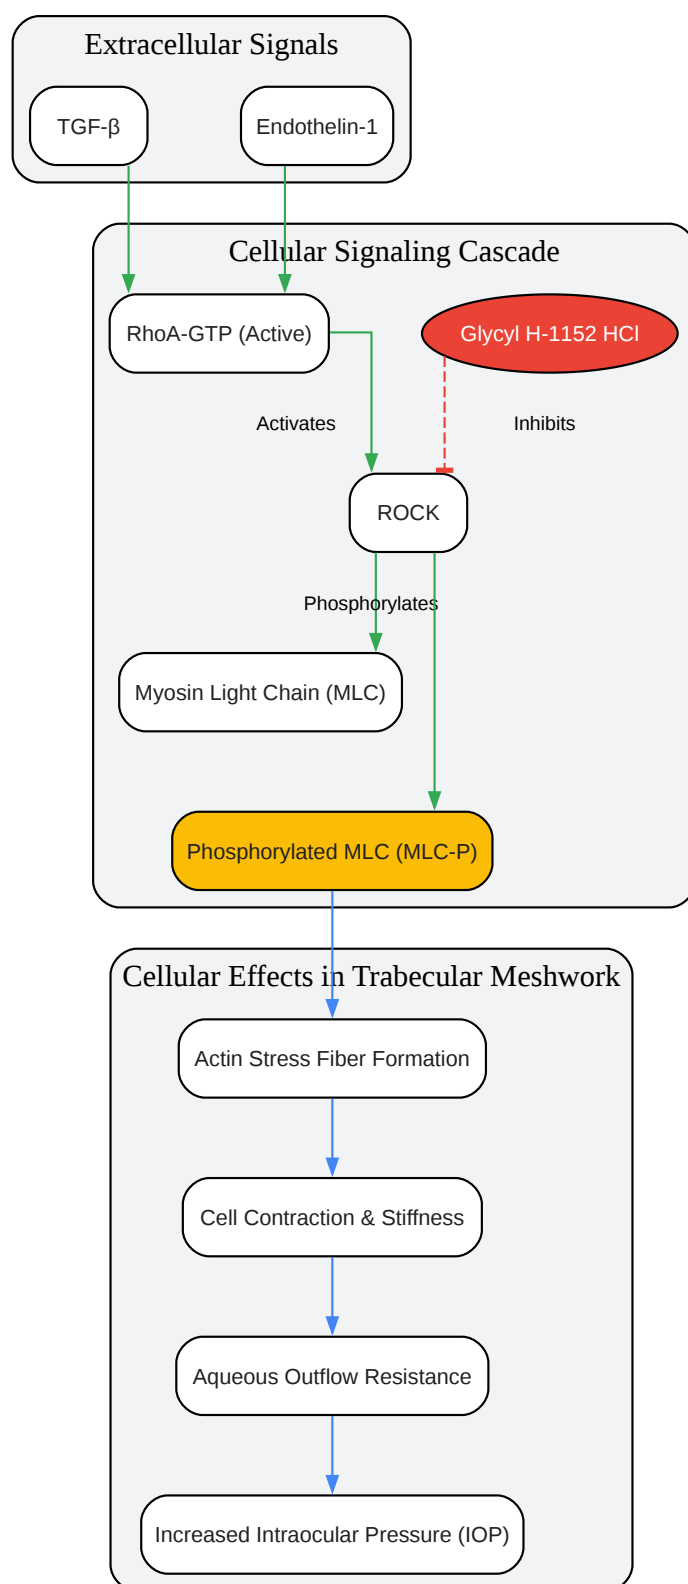 Extracellular Signals
TGF-β
Endothelin-1
Cellular Signaling Cascade
RhoA-GTP (Active)
Glycyl H-1152 HCl
Activates
Inhibits
ROCK
Phosphorylates
Myosin Light Chain (MLC)
Phosphorylated MLC (MLC-P)
Cellular Effects in Trabecular Meshwork
Actin Stress Fiber Formation
Cell Contraction & Stiffness
Aqueous Outflow Resistance
Increased Intraocular Pressure (IOP)